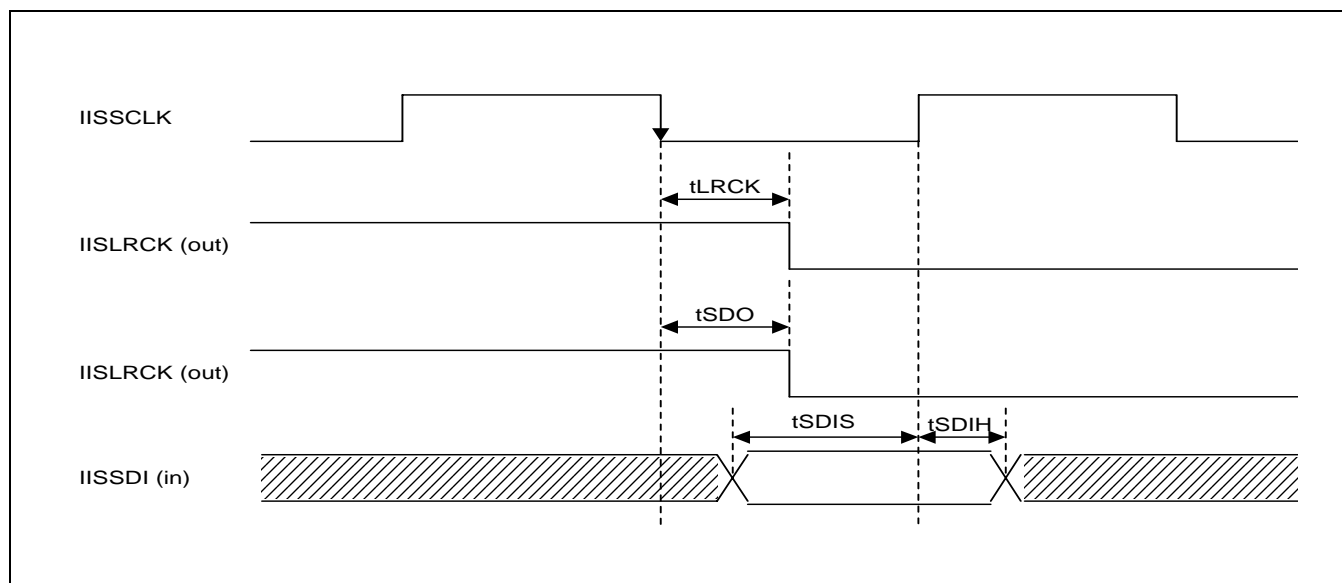 IISSCLK
tLRCK
IISLRCK (out)
tSDO
IISLRCK (out)
tSDIS
tSDIH
IISSDI (in)